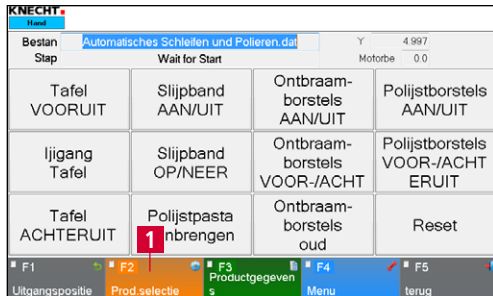 KNECHT
Hand
Bestan Automatisches Schleifen und Polieren.dat Y 4.997
Stap Wait for Start Motorbe 0.0
Tafel
VOORUIT
Slijpband
AAN/UIT
Ontbraam-
borstels
AAN/UIT
Polijstborstels
AAN/UIT
Ijlgang
Tafel
Slijpband
OP/NEER
Ontbraam-
borstels
VOOR-/ACHT
Polijstborstels
VOOR-/ACHT
ERUIT
Tafel
ACHTERUIT
Polijstpasta
nbrengen
Ontbraam-
borstels
oud
Reset
1
F1
Uitgangspositie
F2
Prod.selectie
F3
Productgegeven
s
F4
Menu
F5
terug